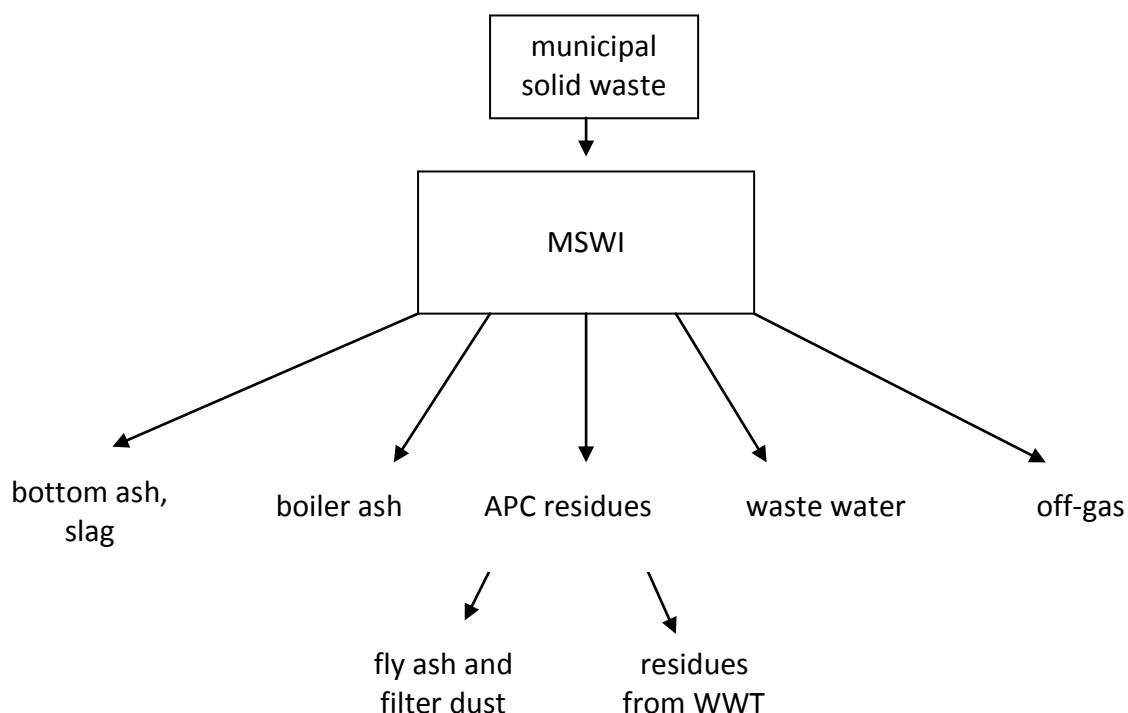 municipal
solid waste
MSWI
bottom ash,
slag
boiler ash
APC residues
waste water
off-gas
fly ash and
filter dust
residues
from WWT